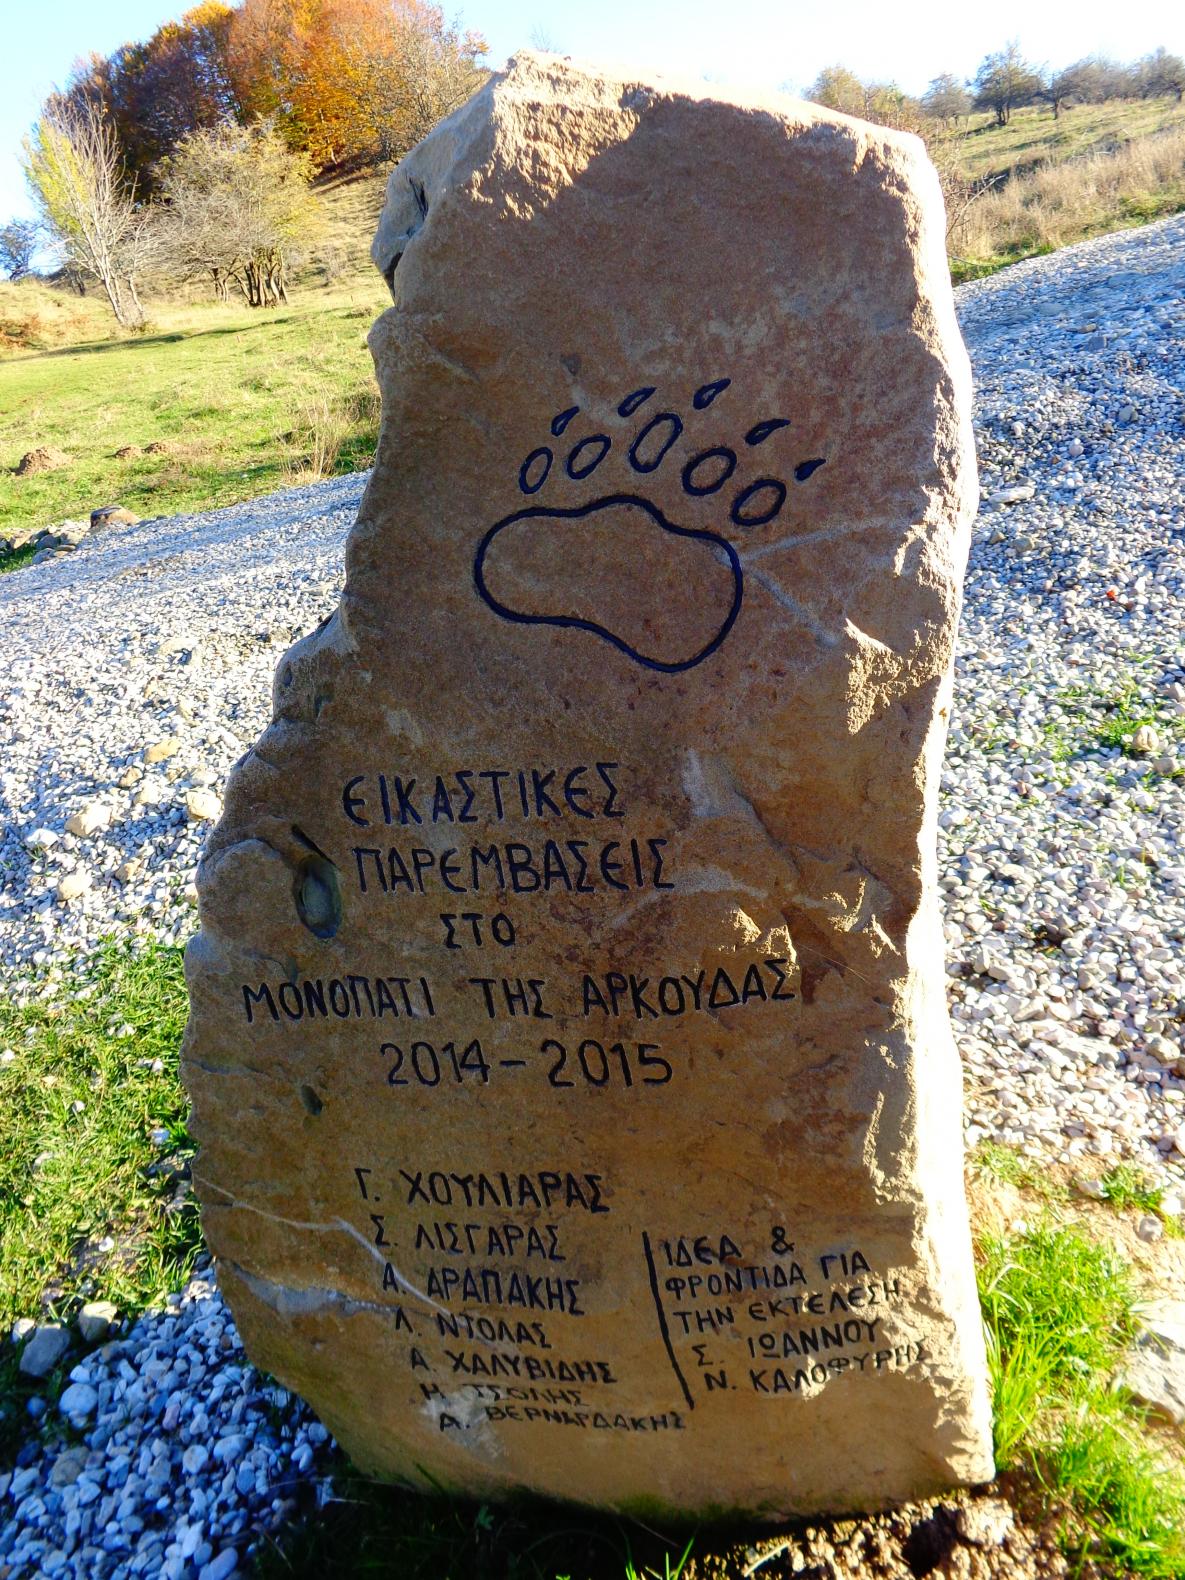 ΕΙΚΑΣΤΙΚΕΣ
ΠΑΡΕΜΒΑΣΕΙΣ
ΣΤΟ
ΜΟΝΟΠΑΤΙ ΤΗΣ ΑΡΚΟΥΔΑΣ
2014-2015
Γ. ΧΟΥΛΙΑΡΑΣ
Σ. ΛΙΣΓΑΡΑΣ
Α. ΑΡΑΠΑΚΗΣ
Λ. ΝΤΟΛΑΣ
Α. ΧΑΛΥΒΙΔΗΣ
Η. ΤΣΟΛΗΣ
Α. ΒΕΡΝΑΡΔΑΚΗΣ
ΙΔΕΑ &
ΦΡΟΝΤΙΔΑ ΓΙΑ
ΤΗΝ ΕΚΤΕΛΕΣΗ
Σ. ΙΩΑΝΝΟΥ
Ν. ΚΑΛΟΦΥΡΗΣ